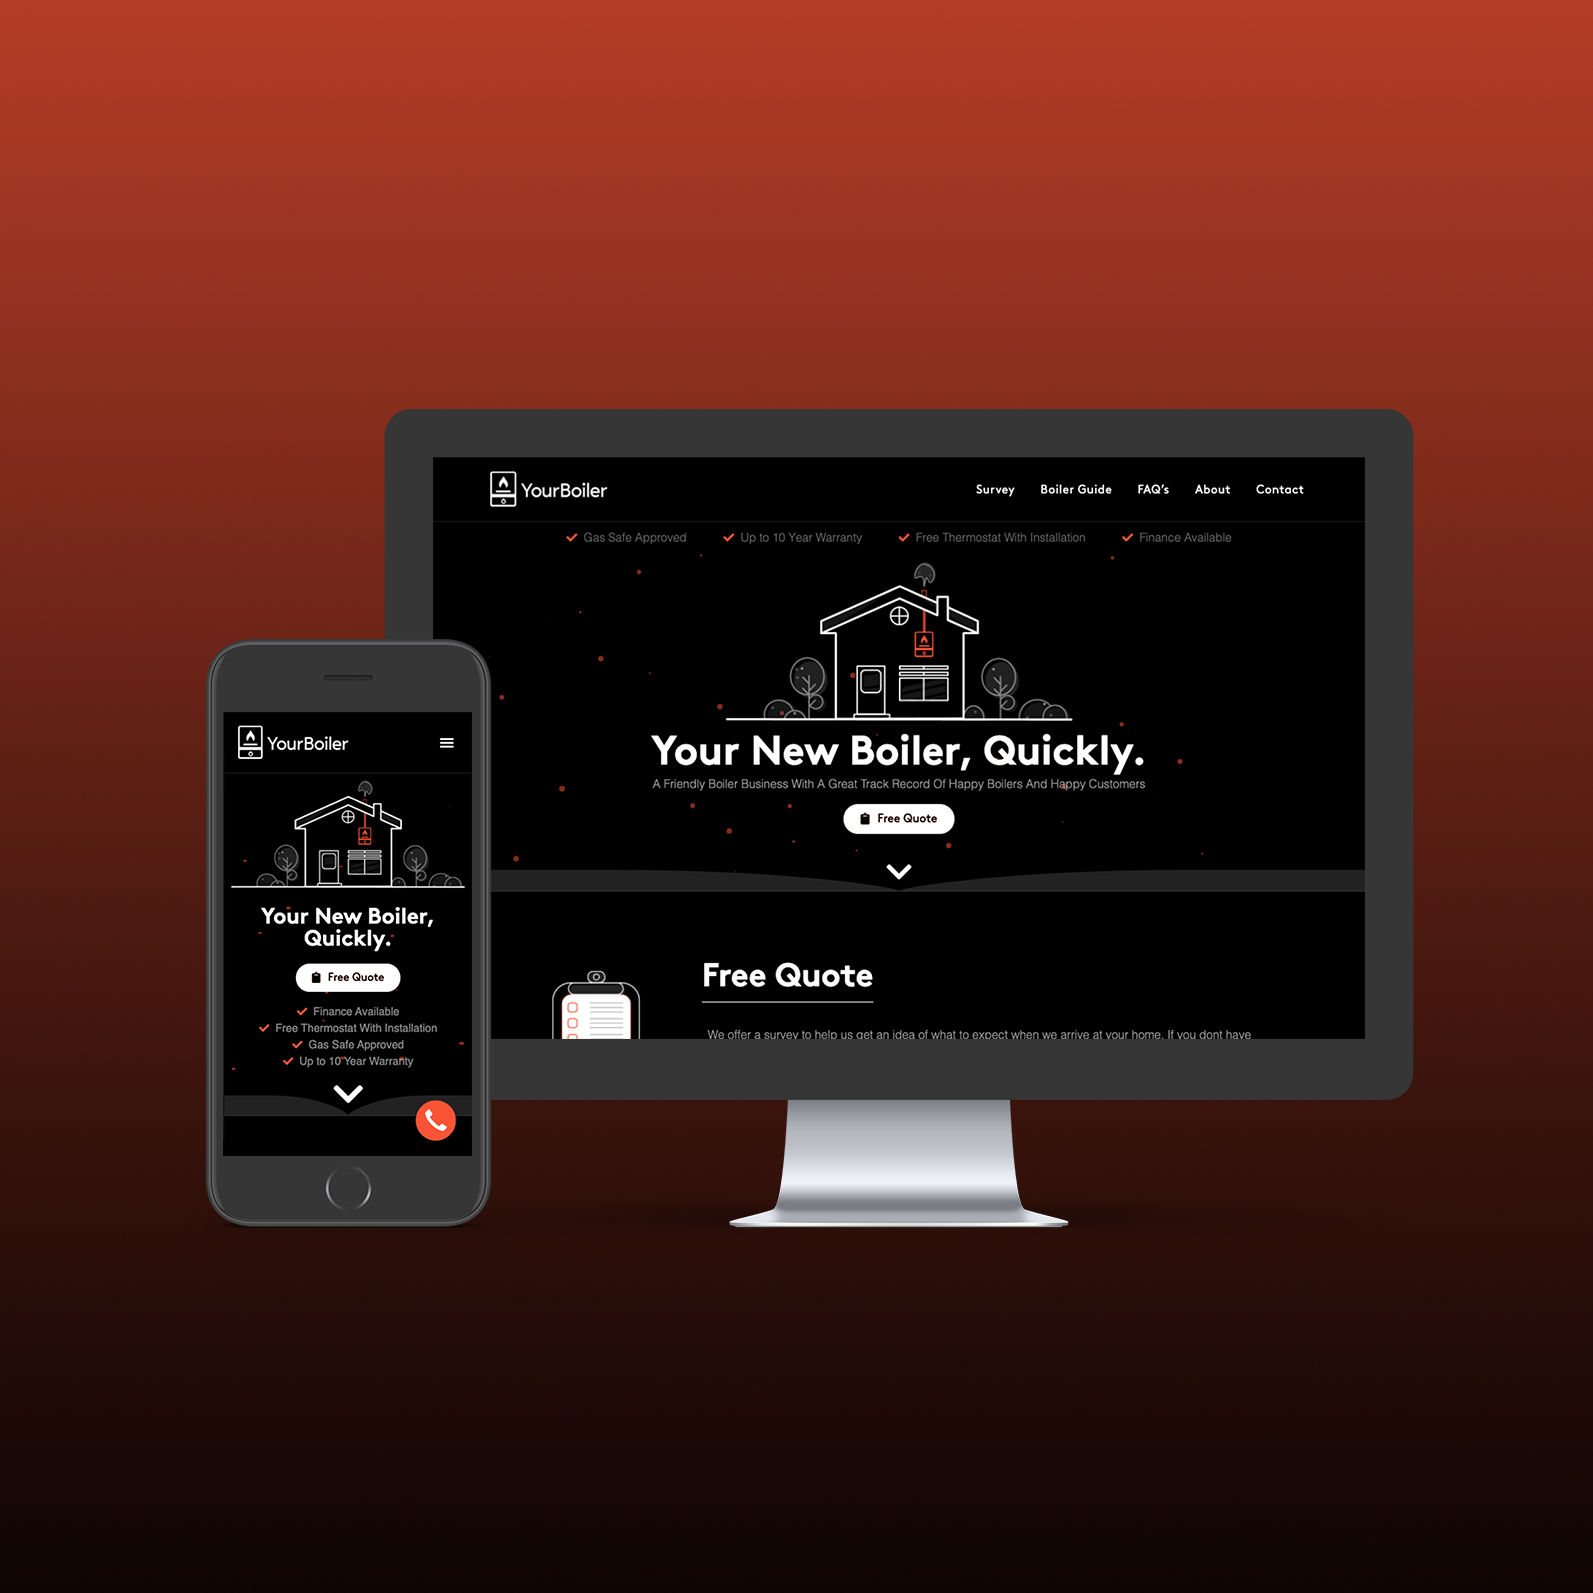 YourBoiler
Survey Boiler Guide FAQ's About Contact
Gas Safe Approved Up to 10 Year Warranty Free Thermostat With Installation Finance Available
Your New Boiler, Quickly.
A Friendly Boiler Business With A Great Track Record Of Happy Boilers And Happy Customers
Free Quote
Free Quote
We offer a survey to help us get an idea of what to expect when we arrive at your home. If you dont have
YourBoiler
Your New Boiler,
Quickly.
Free Quote
Finance Available
Free Thermostat With Installation
Gas Safe Approved
Up to 10 Year Warranty